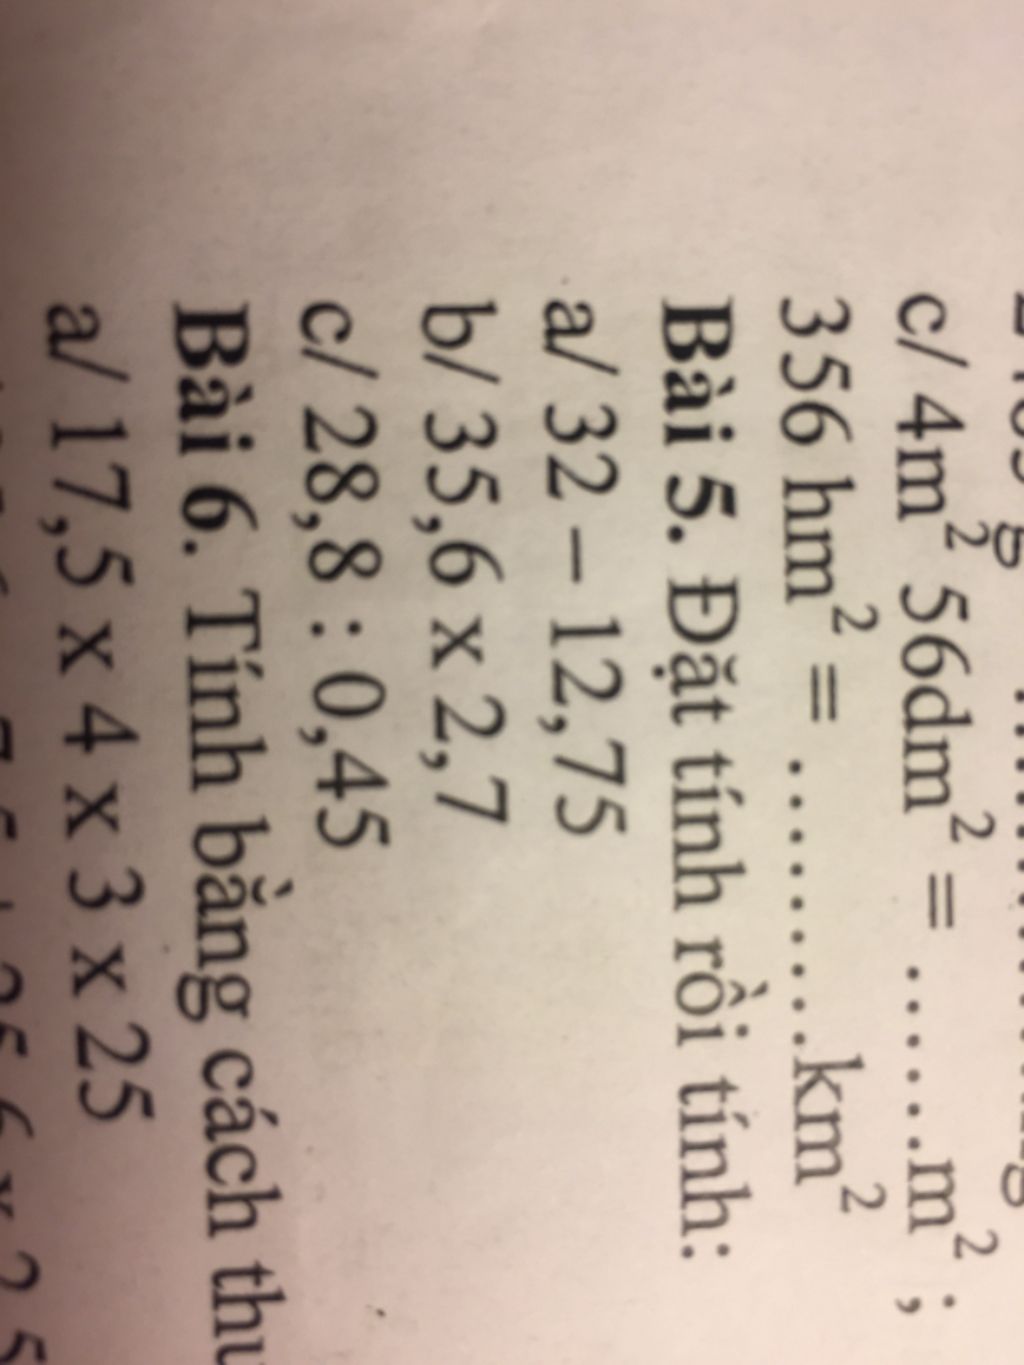 c/ 4m² 56dm² = .......m² ;
356 hm² = .........km²
Bài 5. Đặt tính rồi tính:
a/ 32 – 12,75
b/ 35,6 x 2,7
c/ 28,8 : 0,45
Bài 6. Tính bằng cách
a/ 17,5 x 4 x 3 x 25